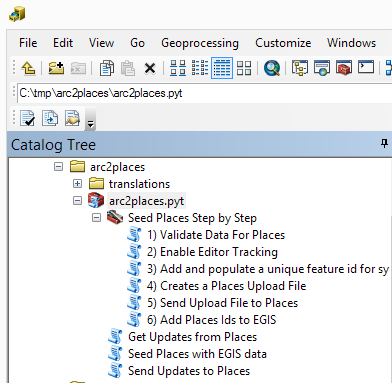 File Edit View Go Geoprocessing Customize Windows
C:\tmp\arc2places\arc2places.pyt
Catalog Tree
arc2places
translations
arc2places.pyt
Seed Places Step by Step
1) Validate Data For Places
2) Enable Editor Tracking
3) Add and populate a unique feature id for sy
4) Creates a Places Upload File
5) Send Upload File to Places
6) Add Places Ids to EGIS
Get Updates from Places
Seed Places with EGIS data
Send Updates to Places